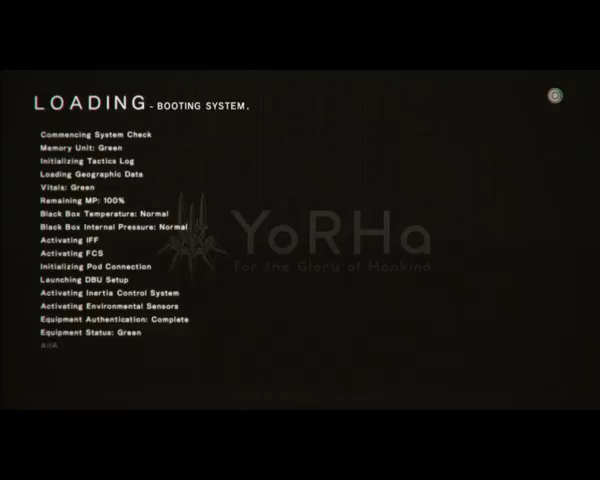 LOADING - BOOTING SYSTEM.
Commencing System Check
Memory Unit: Green
Initializing Tactics Log
Loading Geographic Data
Vitals: Green
Remaining MP: 100%
Black Box Temperature: Normal
Black Box Internal Pressure: Normal
Activating IFF
Activating FCS
Initializing Pod Connection
Launching DBU Setup
Activating Inertia Control System
Activating Environmental Sensors
Equipment Authentication: Complete
Equipment Status: Green
YoRHa
For the Glory of Mankind